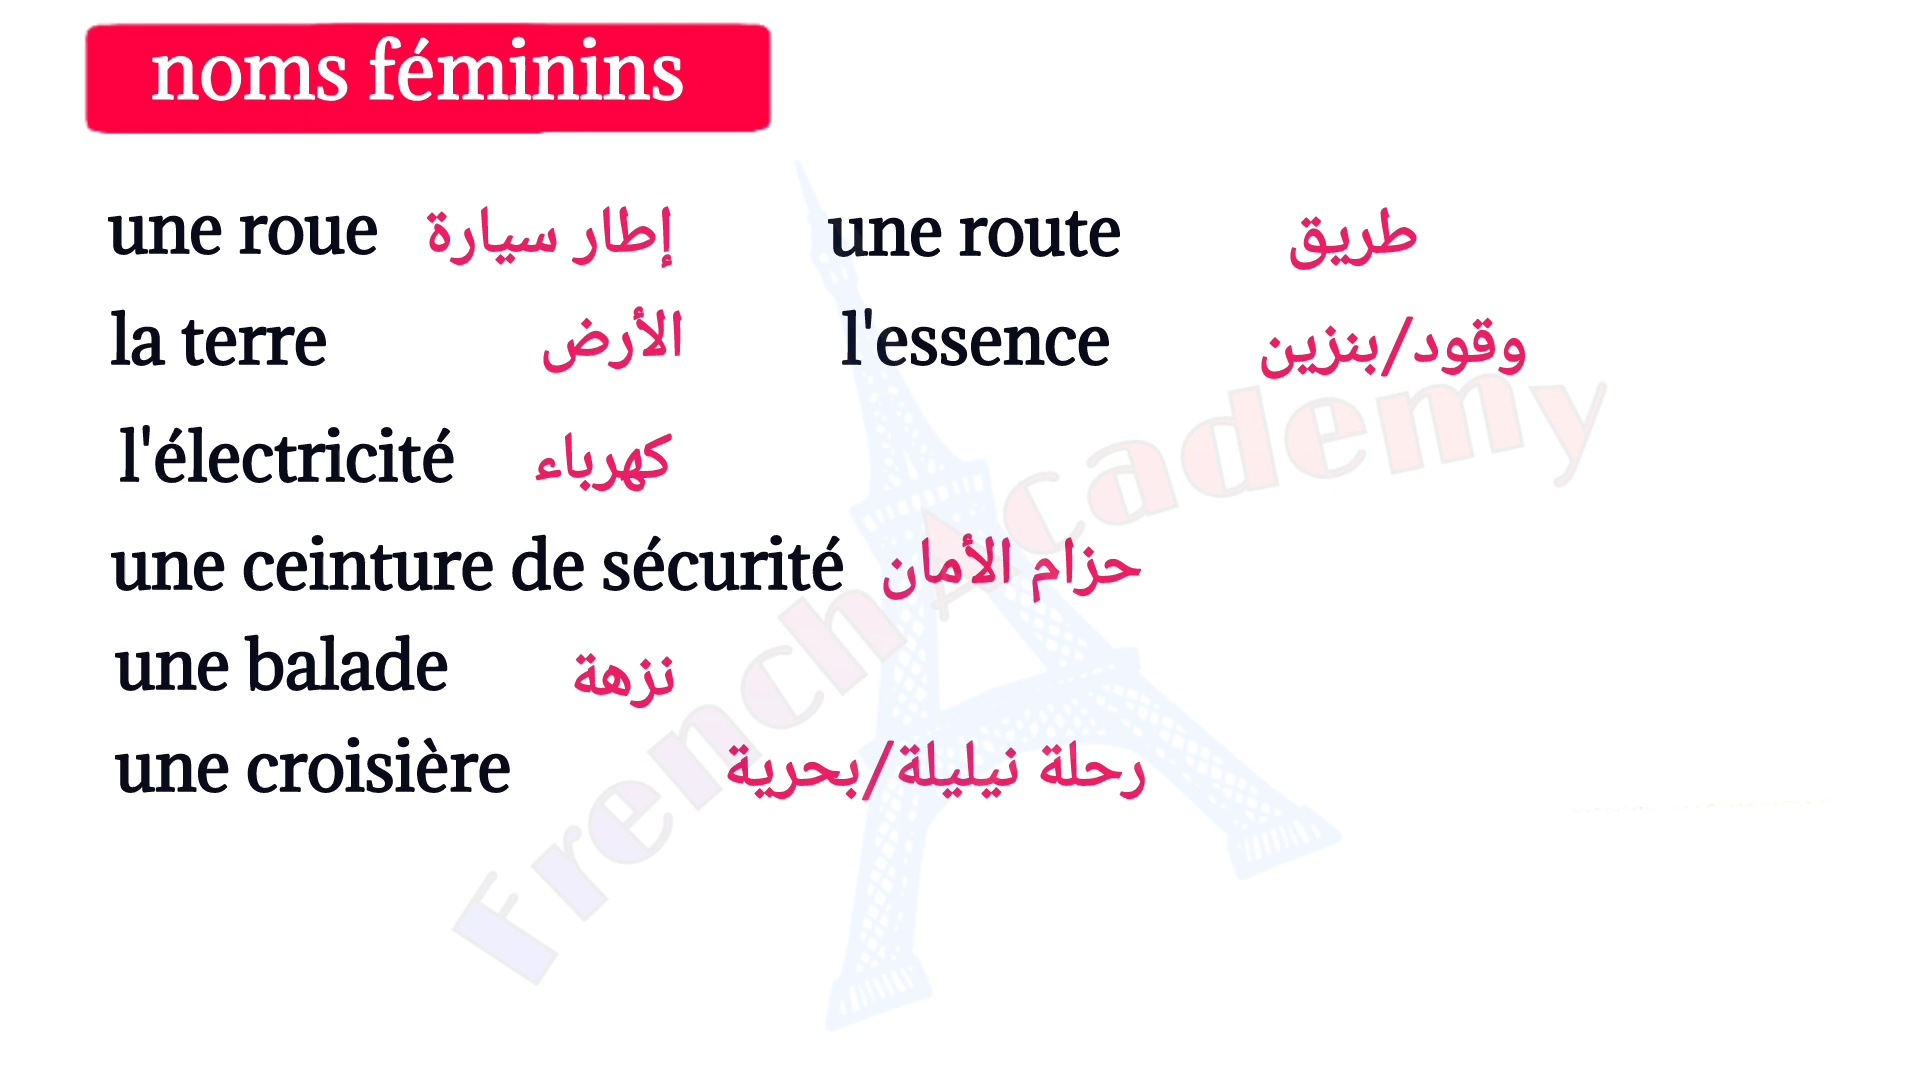 noms féminins
une roue إطار سيارة une route طريق
la terre الأرض l'essence وقود/بنزين
l'électricité كهرباء
une ceinture de sécurité حزام الأمان
une balade نزهة
une croisière رحلة نيليلة/بحرية
French Academy